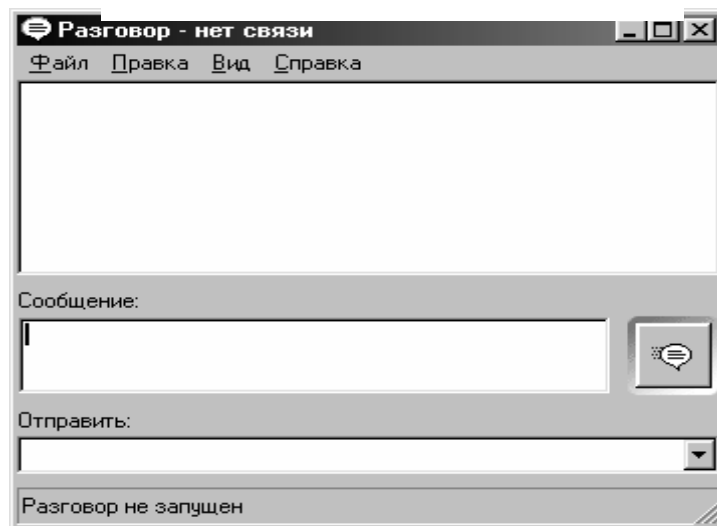 Разговор - нет связи
Файл Правка Вид Справка
Сообщение:
Отправить:
Разговор не запущен